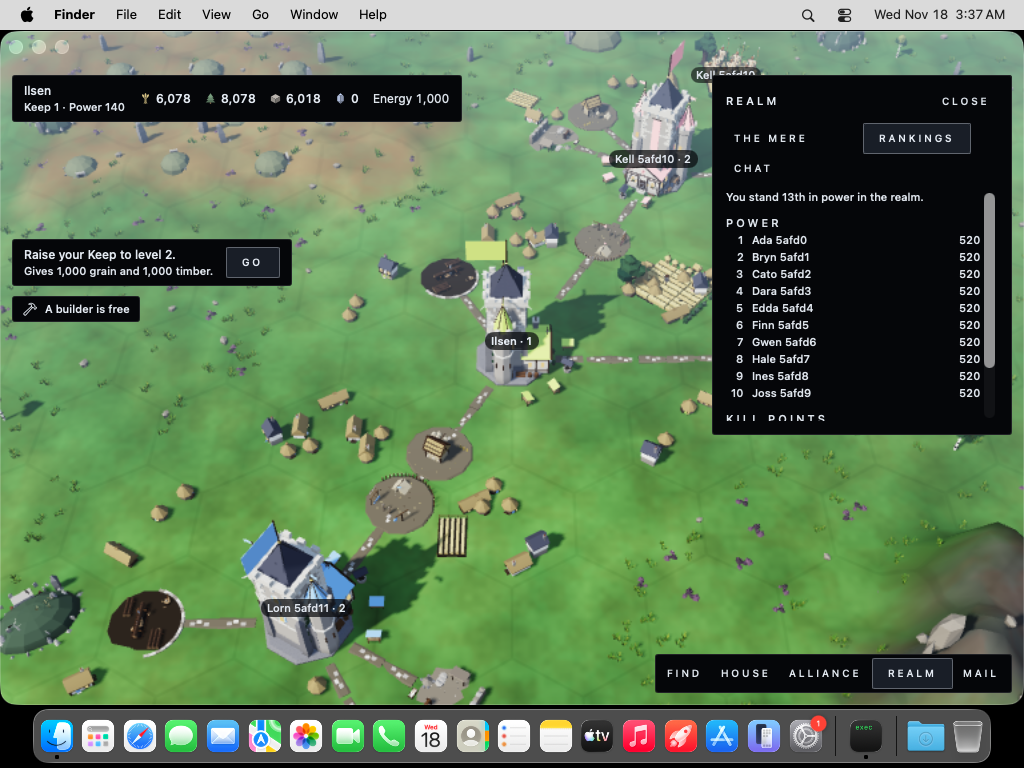 Finder File Edit View Go Window Help Wed Nov 18 3:37 AM
Kell 5afd10
Ilsen
Keep 1 · Power 140
6,078 8,078 6,018 0 Energy 1,000
REALM CLOSE
THE MERE RANKINGS
CHAT
You stand 13th in power in the realm.
POWER
1 Ada 5afd0 520
2 Bryn 5afd1 520
3 Cato 5afd2 520
4 Dara 5afd3 520
5 Edda 5afd4 520
6 Finn 5afd5 520
7 Gwen 5afd6 520
8 Hale 5afd7 520
9 Ines 5afd8 520
10 Joss 5afd9 520
KILL POINTS
Kell 5afd10 · 2
Raise your Keep to level 2.
Gives 1,000 grain and 1,000 timber.
GO
A builder is free
Ilsen · 1
Lorn 5afd11 · 2
FIND HOUSE ALLIANCE REALM MAIL
Wed
18
tv
1
exec